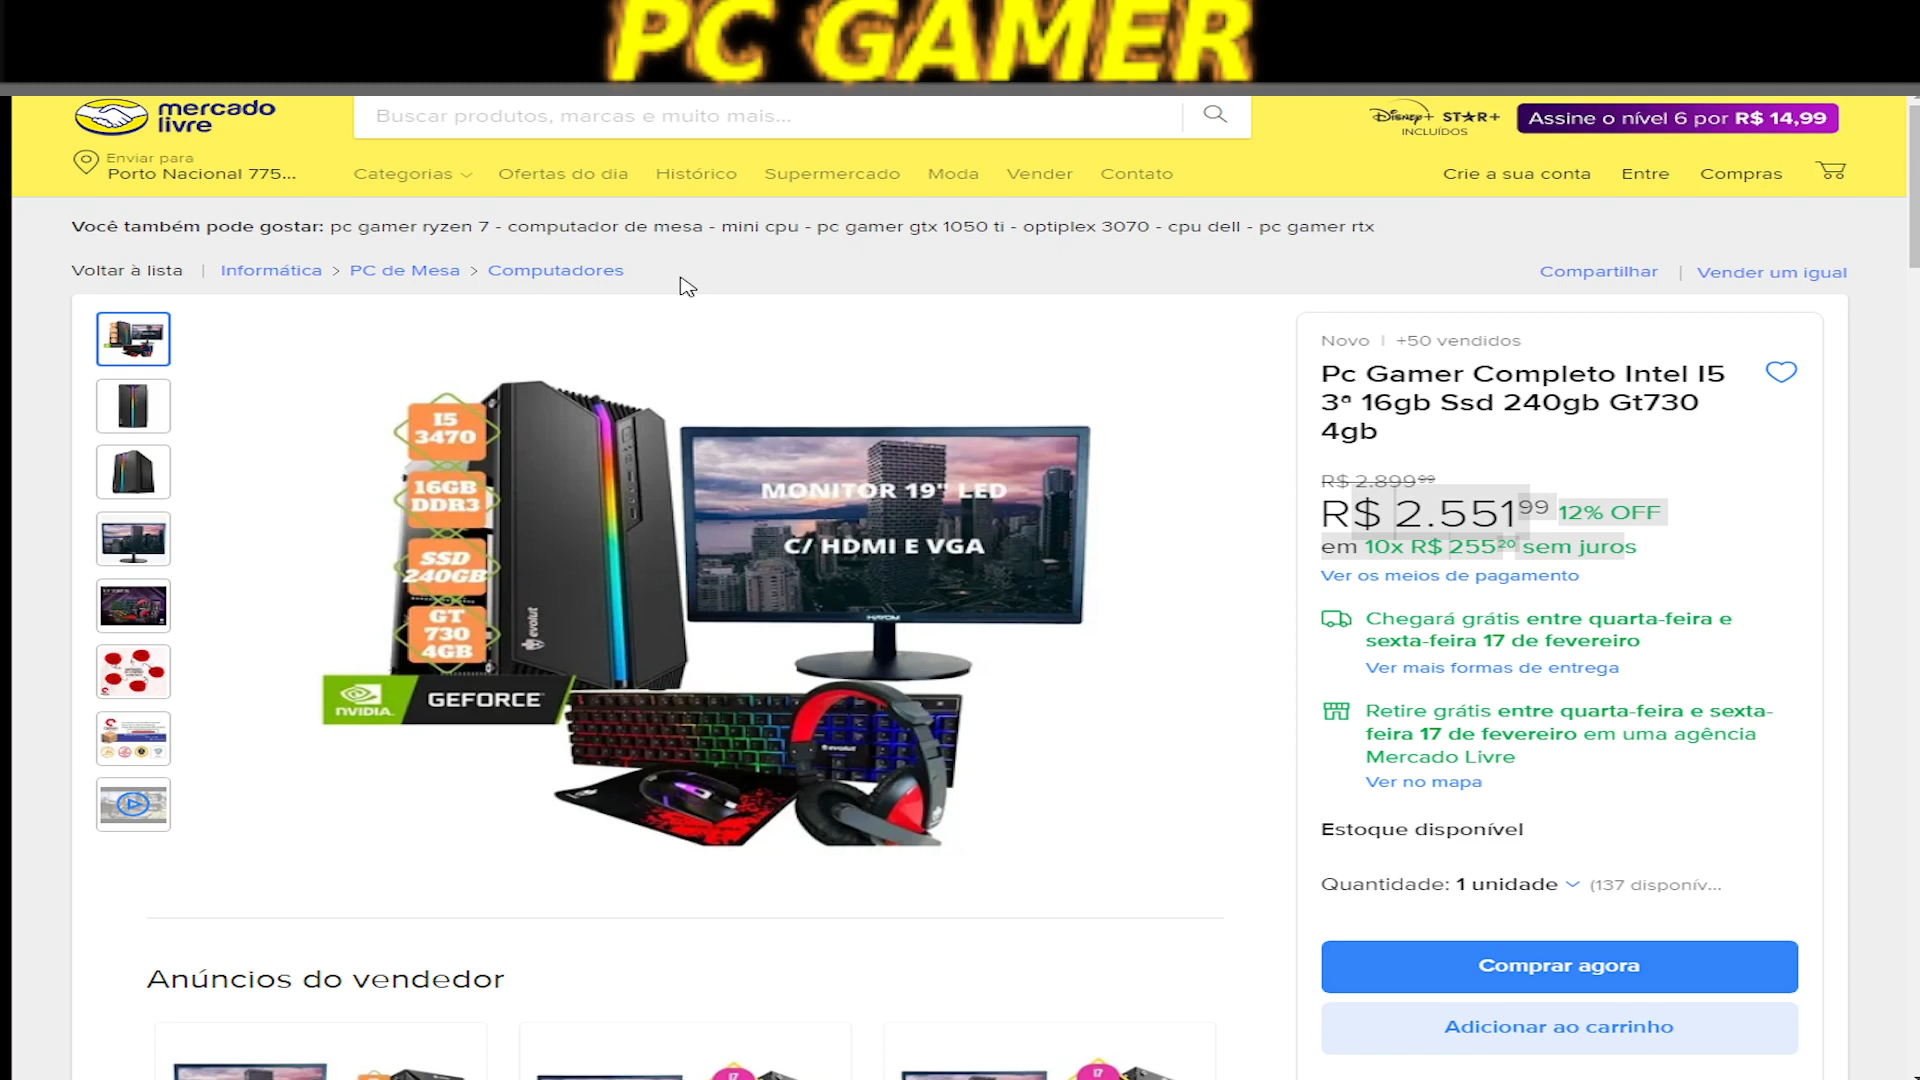 PC GAMER
mercado
livre
Buscar produtos, marcas e muito mais...
Disney+ STAR+
INCLUÍDOS
Assine o nível 6 por R$ 14,99
Enviar para
Porto Nacional 775...
Categorias
Ofertas do dia
Histórico
Supermercado
Moda
Vender
Contato
Crie a sua conta
Entre
Compras
Você também pode gostar: pc gamer ryzen 7 - computador de mesa - mini cpu - pc gamer gtx 1050 ti - optiplex 3070 - cpu dell - pc gamer rtx
Voltar à lista | Informática > PC de Mesa > Computadores
Compartilhar | Vender um igual
I5
3470
16GB
DDR3
SSD
240GB
GT
730
4GB
evolut
NVIDIA.
GEFORCE
MONITOR 19" LED
C/ HDMI E VGA
HAYOM
evolut
Novo | +50 vendidos
Pc Gamer Completo Intel I5
3ª 16gb Ssd 240gb Gt730
4gb
R$ 2.89999
R$ 2.55199 12% OFF
em 10x R$ 25520 sem juros
Ver os meios de pagamento
Chegará grátis entre quarta-feira e
sexta-feira 17 de fevereiro
Ver mais formas de entrega
Retire grátis entre quarta-feira e sexta-
feira 17 de fevereiro em uma agência
Mercado Livre
Ver no mapa
Estoque disponível
Quantidade: 1 unidade (137 disponív...
Comprar agora
Adicionar ao carrinho
Anúncios do vendedor
I7
I7